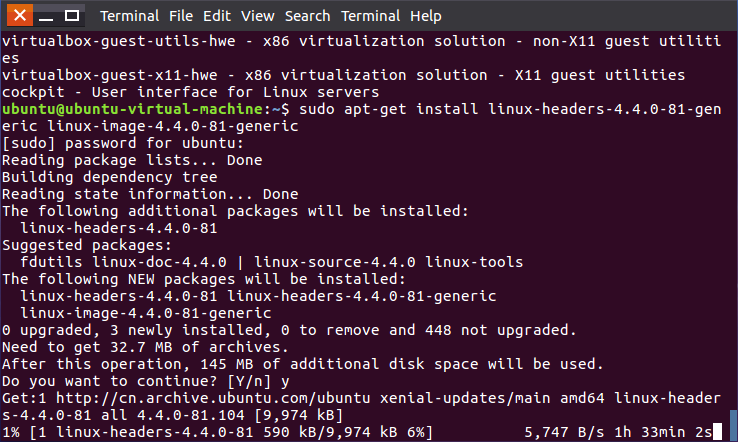 Terminal File Edit View Search Terminal Help
virtualbox-guest-utils-hwe - x86 virtualization solution - non-X11 guest utiliti
es
virtualbox-guest-x11-hwe - x86 virtualization solution - X11 guest utilities
cockpit - User interface for Linux servers
ubuntu@ubuntu-virtual-machine:~$ sudo apt-get install linux-headers-4.4.0-81-gen
eric linux-image-4.4.0-81-generic
[sudo] password for ubuntu:
Reading package lists... Done
Building dependency tree
Reading state information... Done
The following additional packages will be installed:
  linux-headers-4.4.0-81
Suggested packages:
  fdutils linux-doc-4.4.0 | linux-source-4.4.0 linux-tools
The following NEW packages will be installed:
  linux-headers-4.4.0-81 linux-headers-4.4.0-81-generic
  linux-image-4.4.0-81-generic
0 upgraded, 3 newly installed, 0 to remove and 448 not upgraded.
Need to get 32.7 MB of archives.
After this operation, 145 MB of additional disk space will be used.
Do you want to continue? [Y/n] y
Get:1 http://cn.archive.ubuntu.com/ubuntu xenial-updates/main amd64 linux-header
s-4.4.0-81 all 4.4.0-81.104 [9,974 kB]
1% [1 linux-headers-4.4.0-81 590 kB/9,974 kB 6%]          5,747 B/s 1h 33min 2s